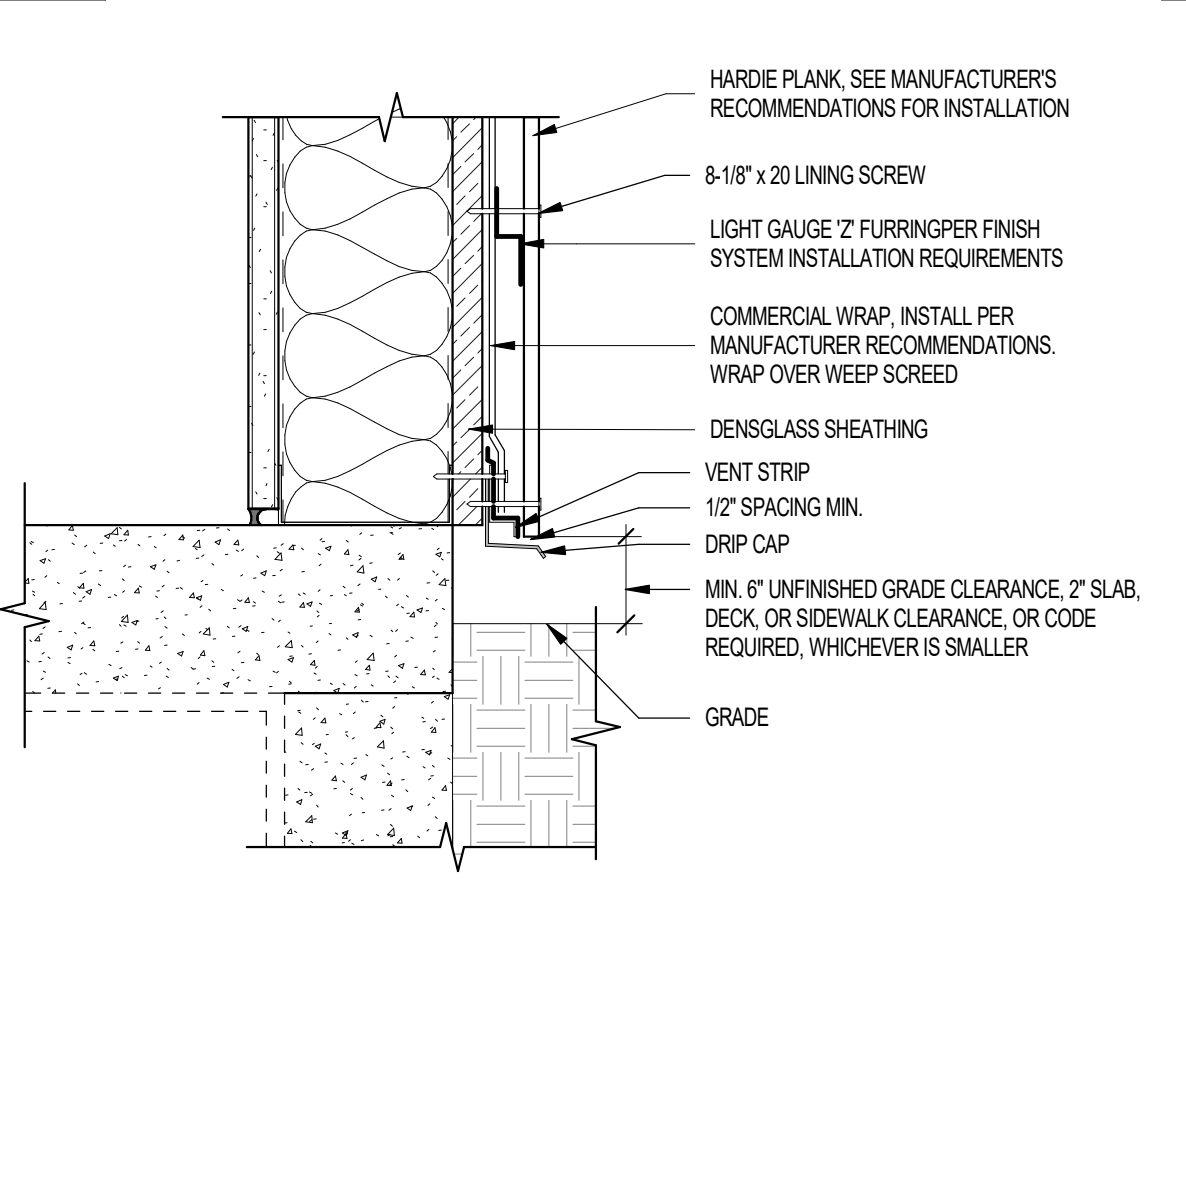 HARDIE PLANK, SEE MANUFACTURER'S
RECOMMENDATIONS FOR INSTALLATION
8-1/8" x 20 LINING SCREW
LIGHT GAUGE 'Z' FURRINGPER FINISH
SYSTEM INSTALLATION REQUIREMENTS
COMMERCIAL WRAP, INSTALL PER
MANUFACTURER RECOMMENDATIONS.
WRAP OVER WEEP SCREED
DENSGLASS SHEATHING
VENT STRIP
1/2" SPACING MIN.
DRIP CAP
MIN. 6" UNFINISHED GRADE CLEARANCE, 2" SLAB,
DECK, OR SIDEWALK CLEARANCE, OR CODE
REQUIRED, WHICHEVER IS SMALLER
GRADE